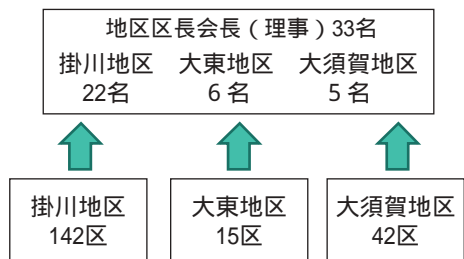 地区区長会長（理事）33名
掛川地区 大東地区 大須賀地区
22名 6名 5名
掛川地区 大東地区 大須賀地区
142区 15区 42区